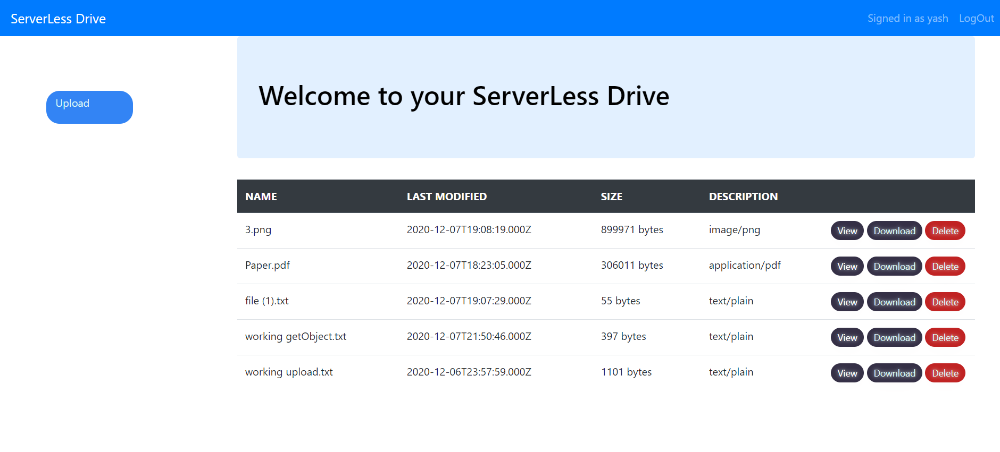 ServerLess Drive Signed in as yash LogOut
Upload
Welcome to your ServerLess Drive
NAME LAST MODIFIED SIZE DESCRIPTION
3.png 2020-12-07T19:08:19.000Z 899971 bytes image/png View Download Delete
Paper.pdf 2020-12-07T18:23:05.000Z 306011 bytes application/pdf View Download Delete
file (1).txt 2020-12-07T19:07:29.000Z 55 bytes text/plain View Download Delete
working getObject.txt 2020-12-07T21:50:46.000Z 397 bytes text/plain View Download Delete
working upload.txt 2020-12-06T23:57:59.000Z 1101 bytes text/plain View Download Delete